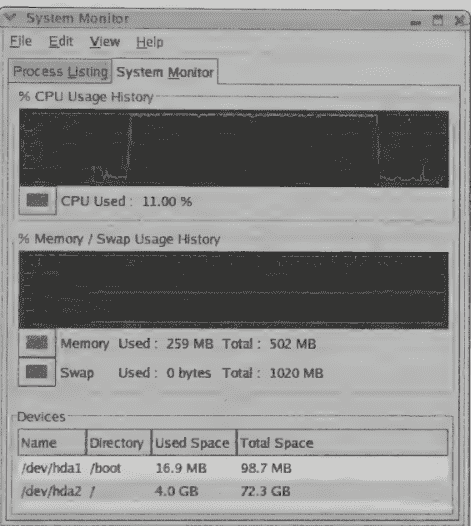 System Monitor
File Edit View Help
Process Listing System Monitor
% CPU Usage History
CPU Used : 11.00 %
% Memory / Swap Usage History
Memory Used : 259 MB Total : 502 MB
Swap Used : 0 bytes Total : 1020 MB
Devices
Name Directory Used Space Total Space
/dev/hda1 /boot 16.9 MB 98.7 MB
/dev/hda2 / 4.0 GB 72.3 GB